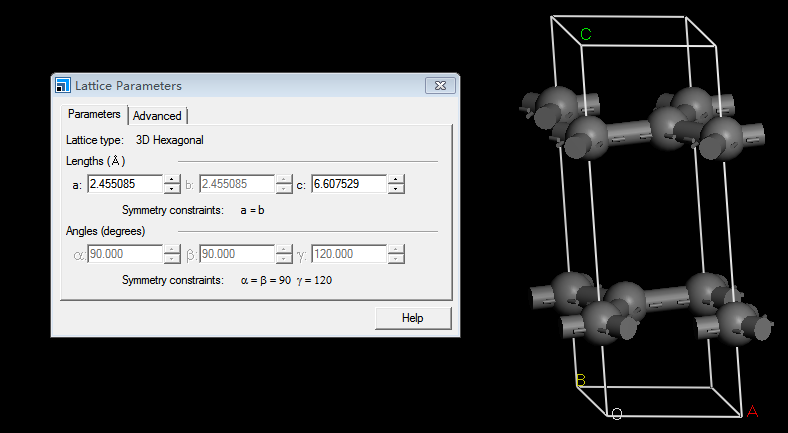 Lattice Parameters
Parameters Advanced
Lattice type: 3D Hexagonal
Lengths (Å)
a: 2.455085 b: 2.455085 c: 6.607529
Symmetry constraints: a = b
Angles (degrees)
α: 90.000 β: 90.000 γ: 120.000
Symmetry constraints: α = β = 90 γ = 120
Help
C
B
O
A